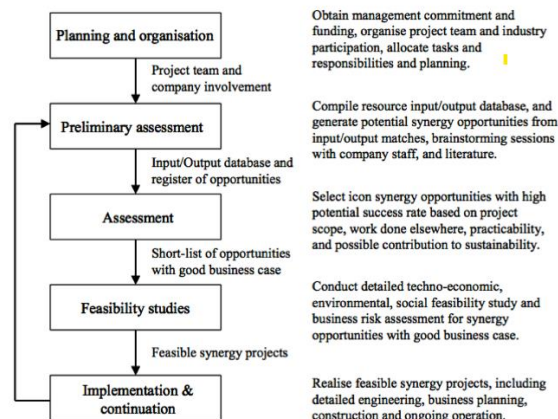 Planning and organisation
Obtain management commitment and
funding, organise project team and industry
participation, allocate tasks and
responsibilities and planning.
Project team and
company involvement
Preliminary assessment
Compile resource input/output database, and
generate potential synergy opportunities from
input/output matches, brainstorming sessions
with company staff, and literature.
Input/Output database and
register of opportunities
Assessment
Select icon synergy opportunities with high
potential success rate based on project
scope, work done elsewhere, practicability,
and possible contribution to sustainability.
Short-list of opportunities
with good business case
Feasibility studies
Conduct detailed techno-economic,
environmental, social feasibility study and
business risk assessment for synergy
opportunities with good business case.
Feasible synergy projects
Implementation &
continuation
Realise feasible synergy projects, including
detailed engineering, business planning,
construction and ongoing operation.